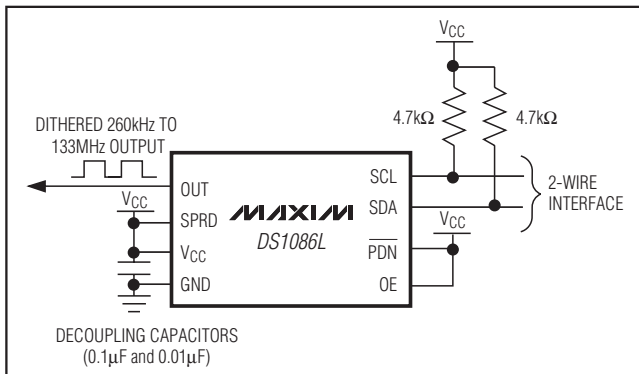 VCC
4.7kΩ
4.7kΩ
DITHERED 260kHz TO
133MHz OUTPUT
OUT
SCL
2-WIRE
INTERFACE
VCC
SPRD
MAXIM
DS1086L
SDA
VCC
VCC
PDN
GND
OE
DECOUPLING CAPACITORS
(0.1μF and 0.01μF)